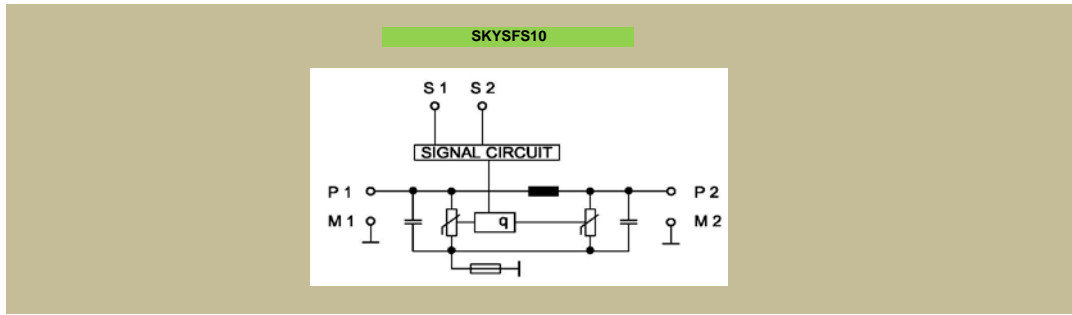 SKYSFS10
S 1 S 2
SIGNAL CIRCUIT
P 1 P 2
M 1 q M 2